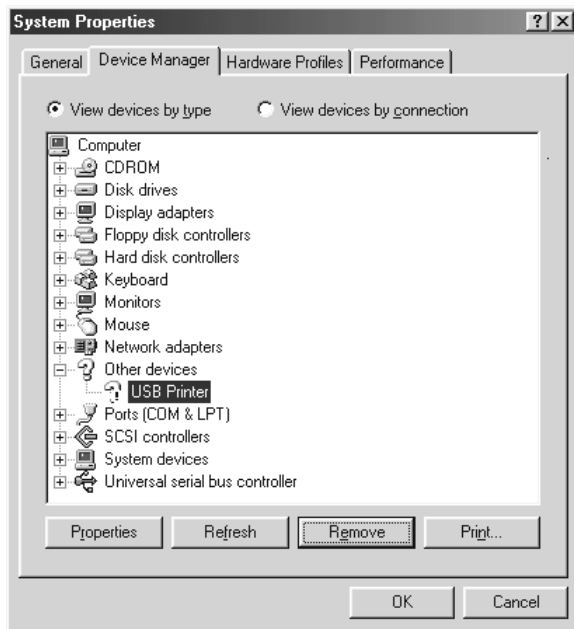 System Properties
General Device Manager Hardware Profiles Performance
View devices by type View devices by connection
Computer
CDROM
Disk drives
Display adapters
Floppy disk controllers
Hard disk controllers
Keyboard
Monitors
Mouse
Network adapters
Other devices
USB Printer
Ports (COM & LPT)
SCSI controllers
System devices
Universal serial bus controller
Properties Refresh Remove Print...
OK Cancel